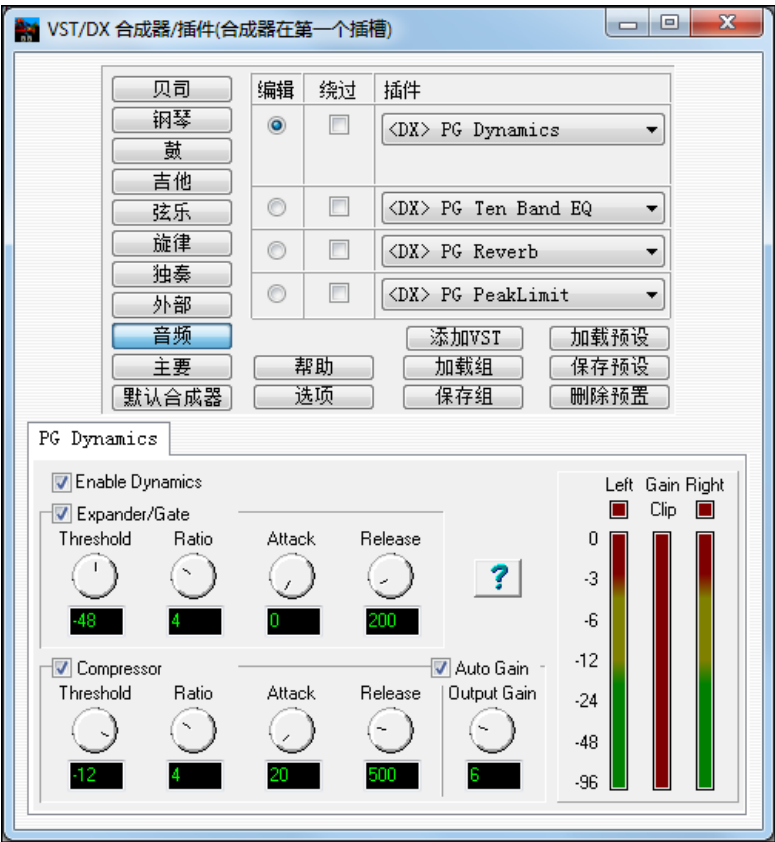 VST/DX 合成器/插件(合成器在第一个插槽)
贝司
钢琴
鼓
吉他
弦乐
旋律
独奏
外部
音频
主要
默认合成器
编辑 绕过 插件
<DX> PG Dynamics
<DX> PG Ten Band EQ
<DX> PG Reverb
<DX> PG PeakLimit
添加VST 加载预设
帮助 加载组 保存预设
选项 保存组 删除预置
PG Dynamics
Enable Dynamics
Expander/Gate
Threshold Ratio Attack Release
-48 4 0 200
?
Compressor Auto Gain
Threshold Ratio Attack Release Output Gain
-12 4 20 500 6
Left Gain Right
Clip
0
-3
-6
-12
-24
-48
-96